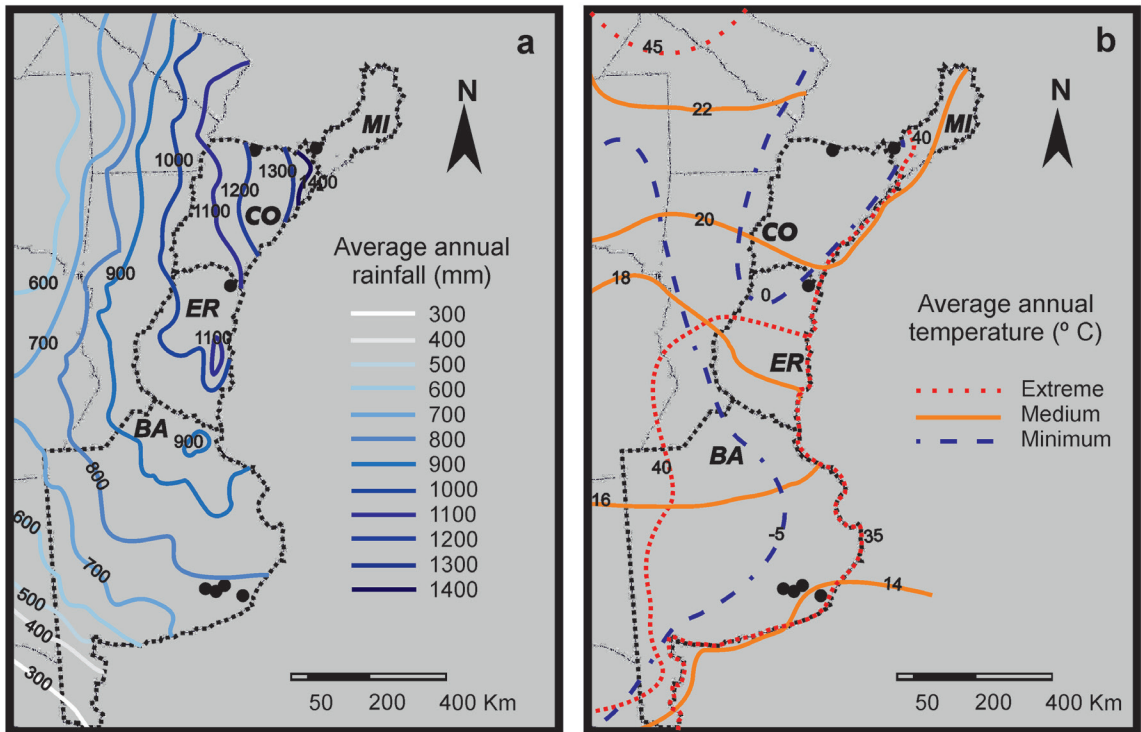 a
N
MI
1000
1300
1400
1200
1100
CO
900
600
ER
700
1100
BA
900
800
600
700
500
400
300
Average annual
rainfall (mm)
300
400
500
600
700
800
900
1000
1100
1200
1300
1400
50 200 400 Km
b
45
N
22
MI
40
20
CO
18
0
ER
BA
40
16
-5
35
14
Average annual
temperature (º C)
Extreme
Medium
Minimum
50 200 400 Km